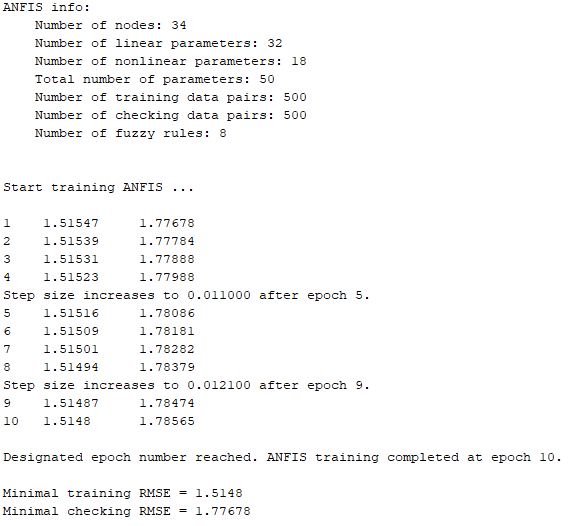 ANFIS info:
Number of nodes: 34
Number of linear parameters: 32
Number of nonlinear parameters: 18
Total number of parameters: 50
Number of training data pairs: 500
Number of checking data pairs: 500
Number of fuzzy rules: 8
Start training ANFIS ...
1 1.51547 1.77678
2 1.51539 1.77784
3 1.51531 1.77888
4 1.51523 1.77988
Step size increases to 0.011000 after epoch 5.
5 1.51516 1.78086
6 1.51509 1.78181
7 1.51501 1.78282
8 1.51494 1.78379
Step size increases to 0.012100 after epoch 9.
9 1.51487 1.78474
10 1.5148 1.78565
Designated epoch number reached. ANFIS training completed at epoch 10.
Minimal training RMSE = 1.5148
Minimal checking RMSE = 1.77678